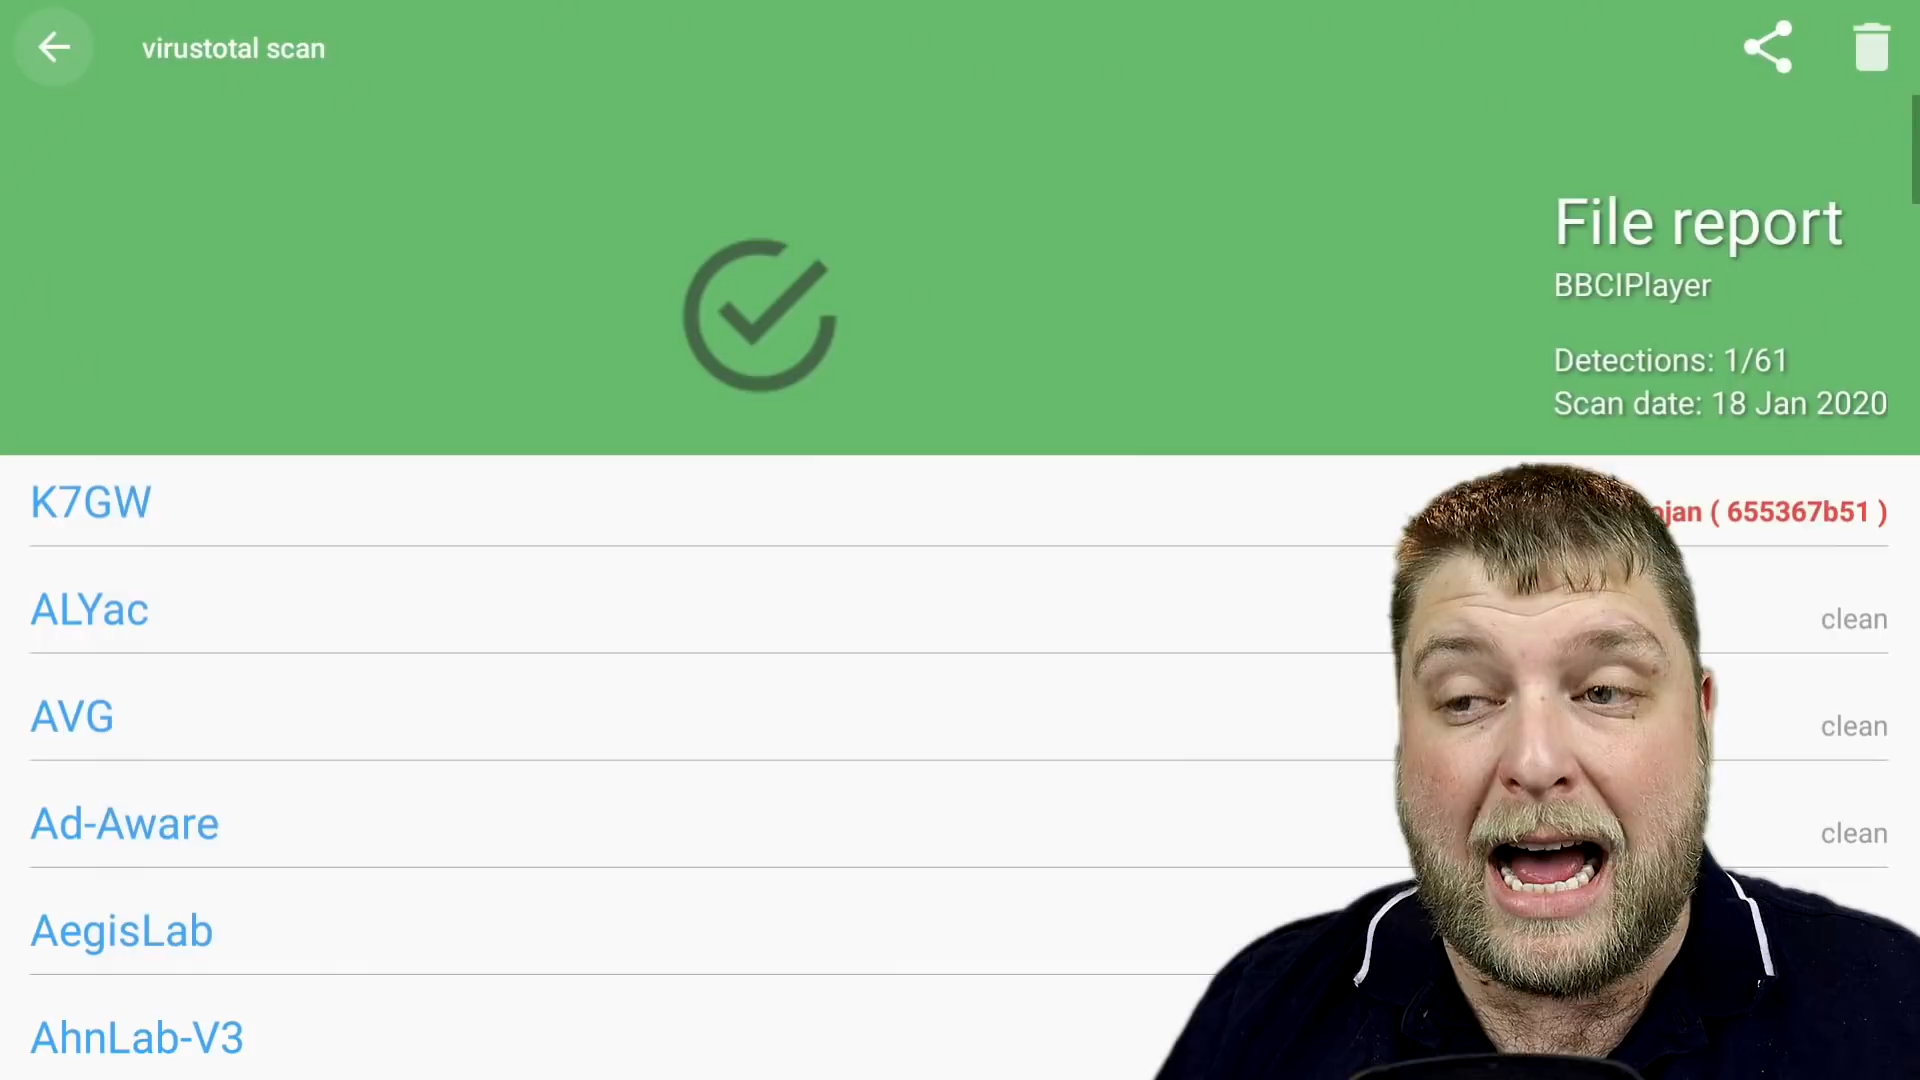 virustotal scan
File report
BBCIPlayer
Detections: 1/61
Scan date: 18 Jan 2020
K7GW
( 655367b51 )
ALYac
clean
AVG
clean
Ad-Aware
clean
AegisLab
AhnLab-V3